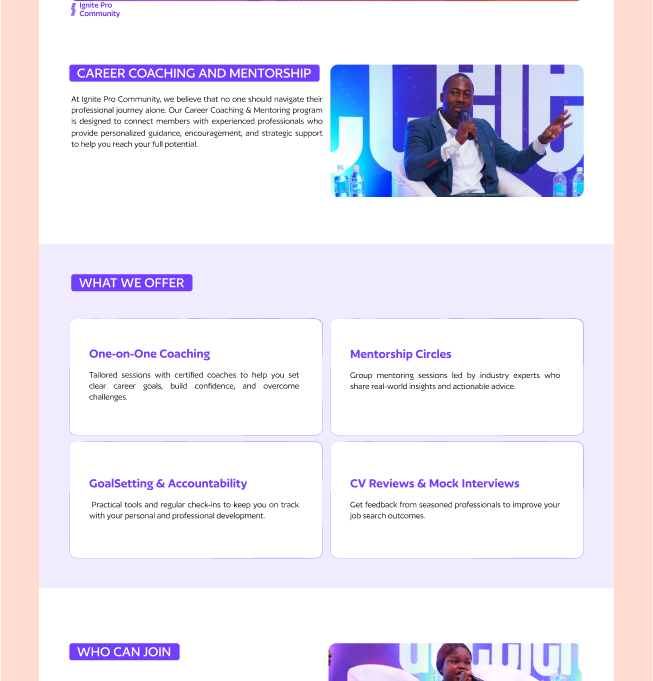 Ignite Pro
Community
CAREER COACHING AND MENTORSHIP
At Ignite Pro Community, we believe that no one should navigate their
professional journey alone. Our Career Coaching & Mentoring program
is designed to connect members with experienced professionals who
provide personalized guidance, encouragement, and strategic support
to help you reach your full potential.
WHAT WE OFFER
One-on-One Coaching
Tailored sessions with certified coaches to help you set
clear career goals, build confidence, and overcome
challenges.
Mentorship Circles
Group mentoring sessions led by industry experts who
share real-world insights and actionable advice.
GoalSetting & Accountability
Practical tools and regular check-ins to keep you on track
with your personal and professional development.
CV Reviews & Mock Interviews
Get feedback from seasoned professionals to improve your
job search outcomes.
WHO CAN JOIN